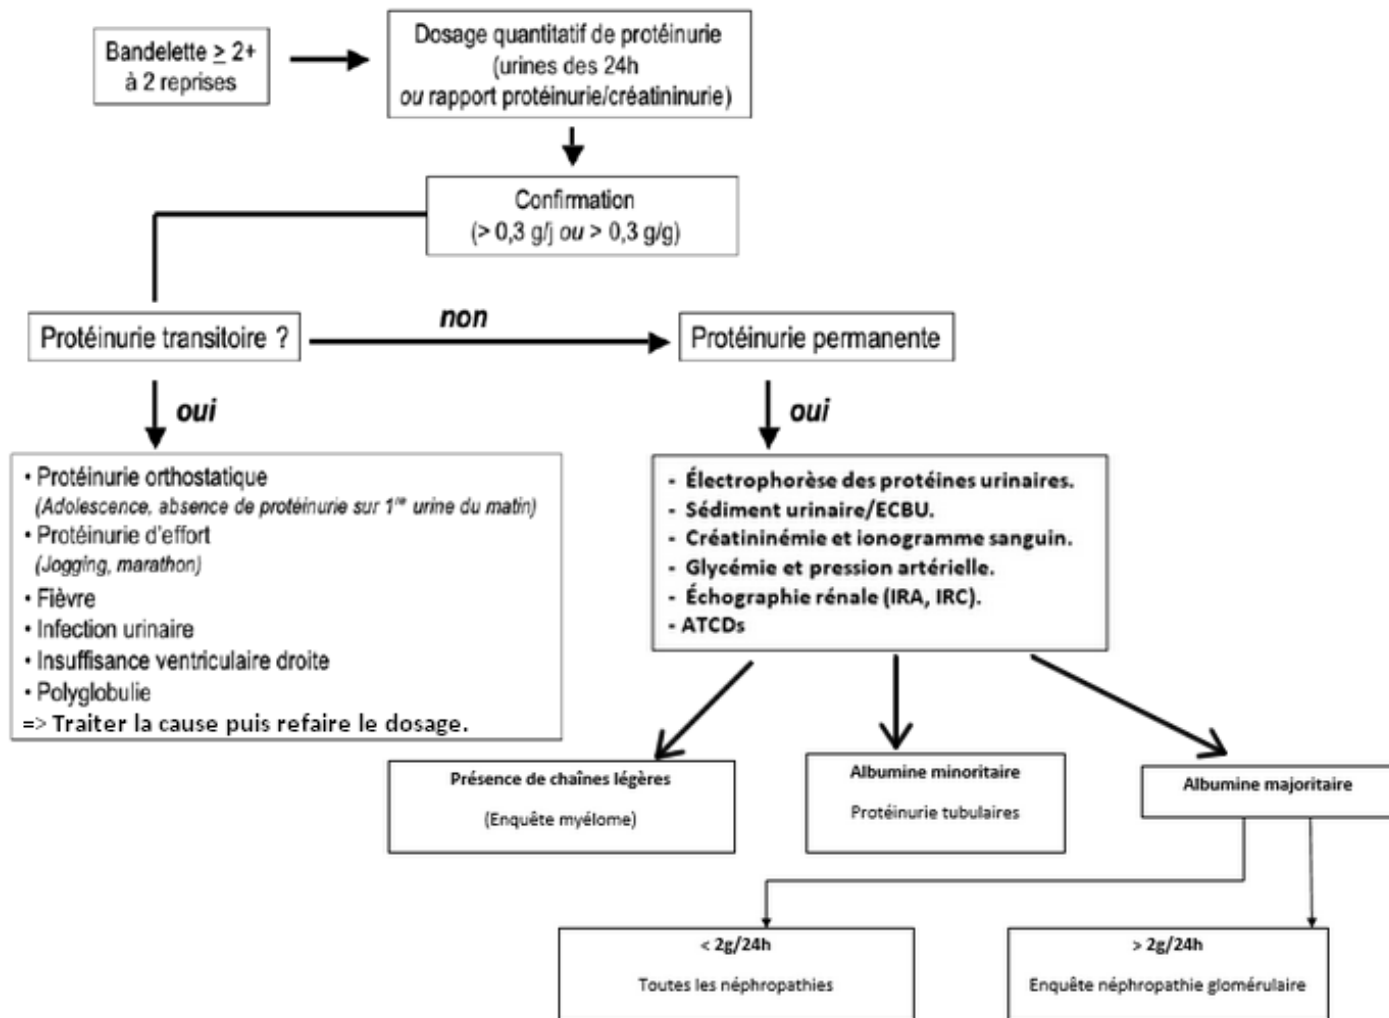 Bandelette ≥ 2+
à 2 reprises
Dosage quantitatif de protéinurie
(urines des 24h
ou rapport protéinurie/créatininurie)
Confirmation
(> 0,3 g/j ou > 0,3 g/g)
Protéinurie transitoire ?
non
Protéinurie permanente
oui
oui
• Protéinurie orthostatique
(Adolescence, absence de protéinurie sur 1re urine du matin)
• Protéinurie d'effort
(Jogging, marathon)
• Fièvre
• Infection urinaire
• Insuffisance ventriculaire droite
• Polyglobulie
=> Traiter la cause puis refaire le dosage.
- Électrophorèse des protéines urinaires.
- Sédiment urinaire/ECBU.
- Créatininémie et ionogramme sanguin.
- Glycémie et pression artérielle.
- Échographie rénale (IRA, IRC).
- ATCDs
Présence de chaînes légères
(Enquête myélome)
Albumine minoritaire
Protéinurie tubulaires
Albumine majoritaire
< 2g/24h
Toutes les néphropathies
> 2g/24h
Enquête néphropathie glomérulaire